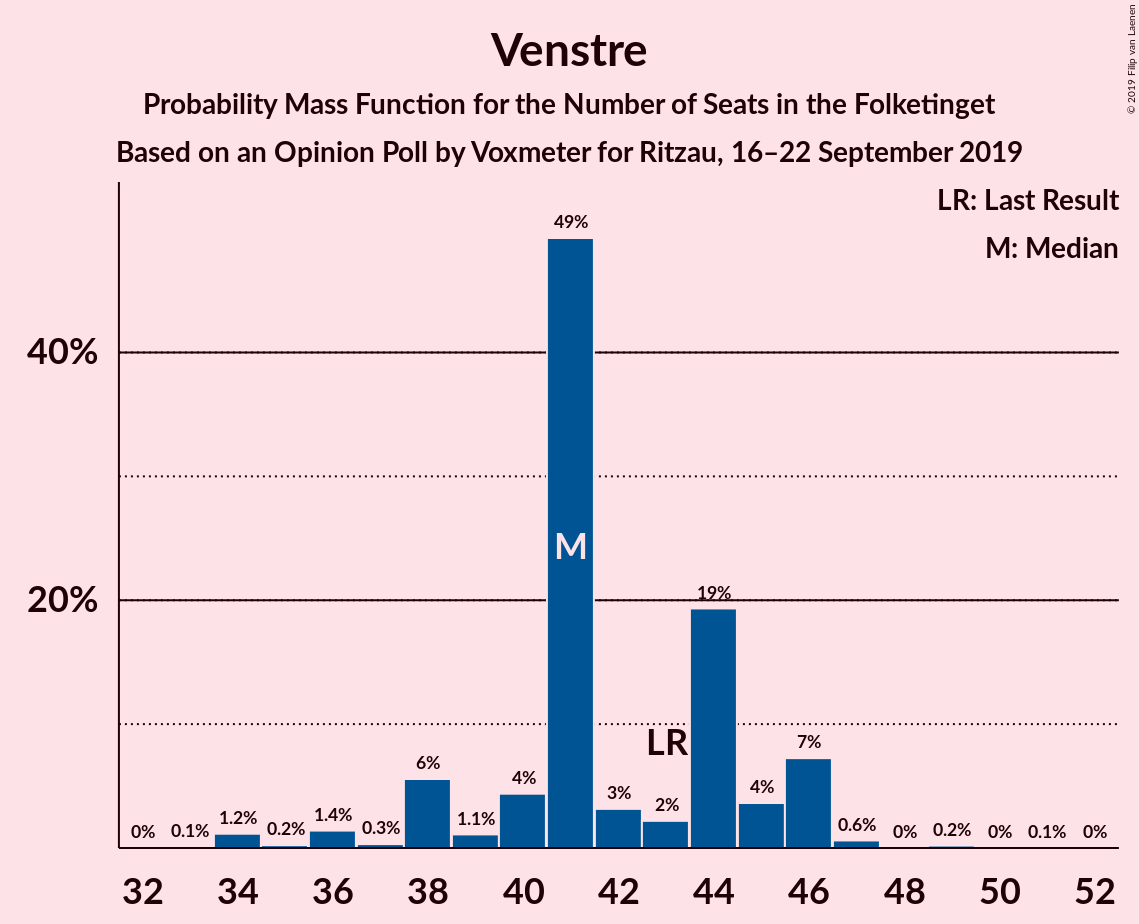 Venstre
Probability Mass Function for the Number of Seats in the Folketinget
Based on an Opinion Poll by Voxmeter for Ritzau, 16–22 September 2019
© 2019 Filip van Laenen
LR: Last Result
M: Median
40%
20%
0%
0.1%
1.2%
0.2%
1.4%
0.3%
6%
1.1%
4%
49%
M
3%
2%
LR
19%
4%
7%
0.6%
0%
0.2%
0%
0.1%
0%
32 34 36 38 40 42 44 46 48 50 52